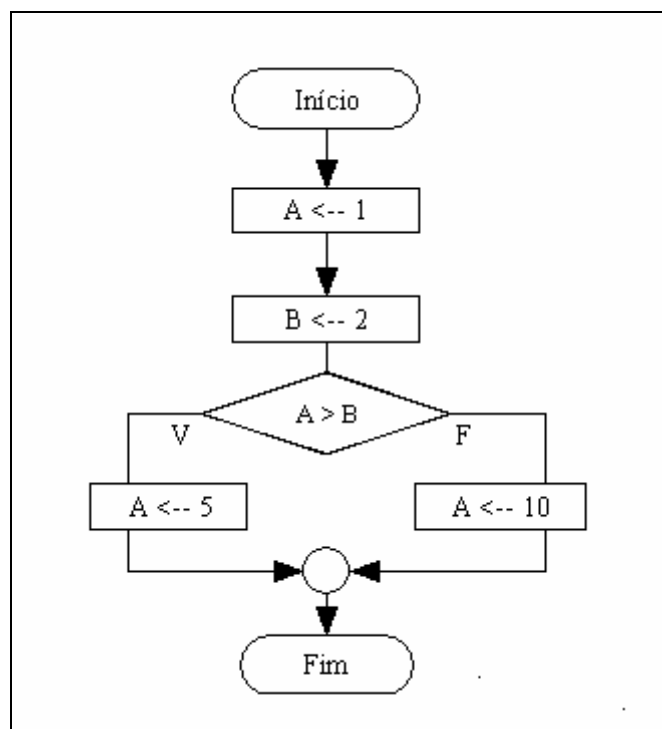 Início
A <-- 1
B <-- 2
A > B
V
F
A <-- 5
A <-- 10
Fim